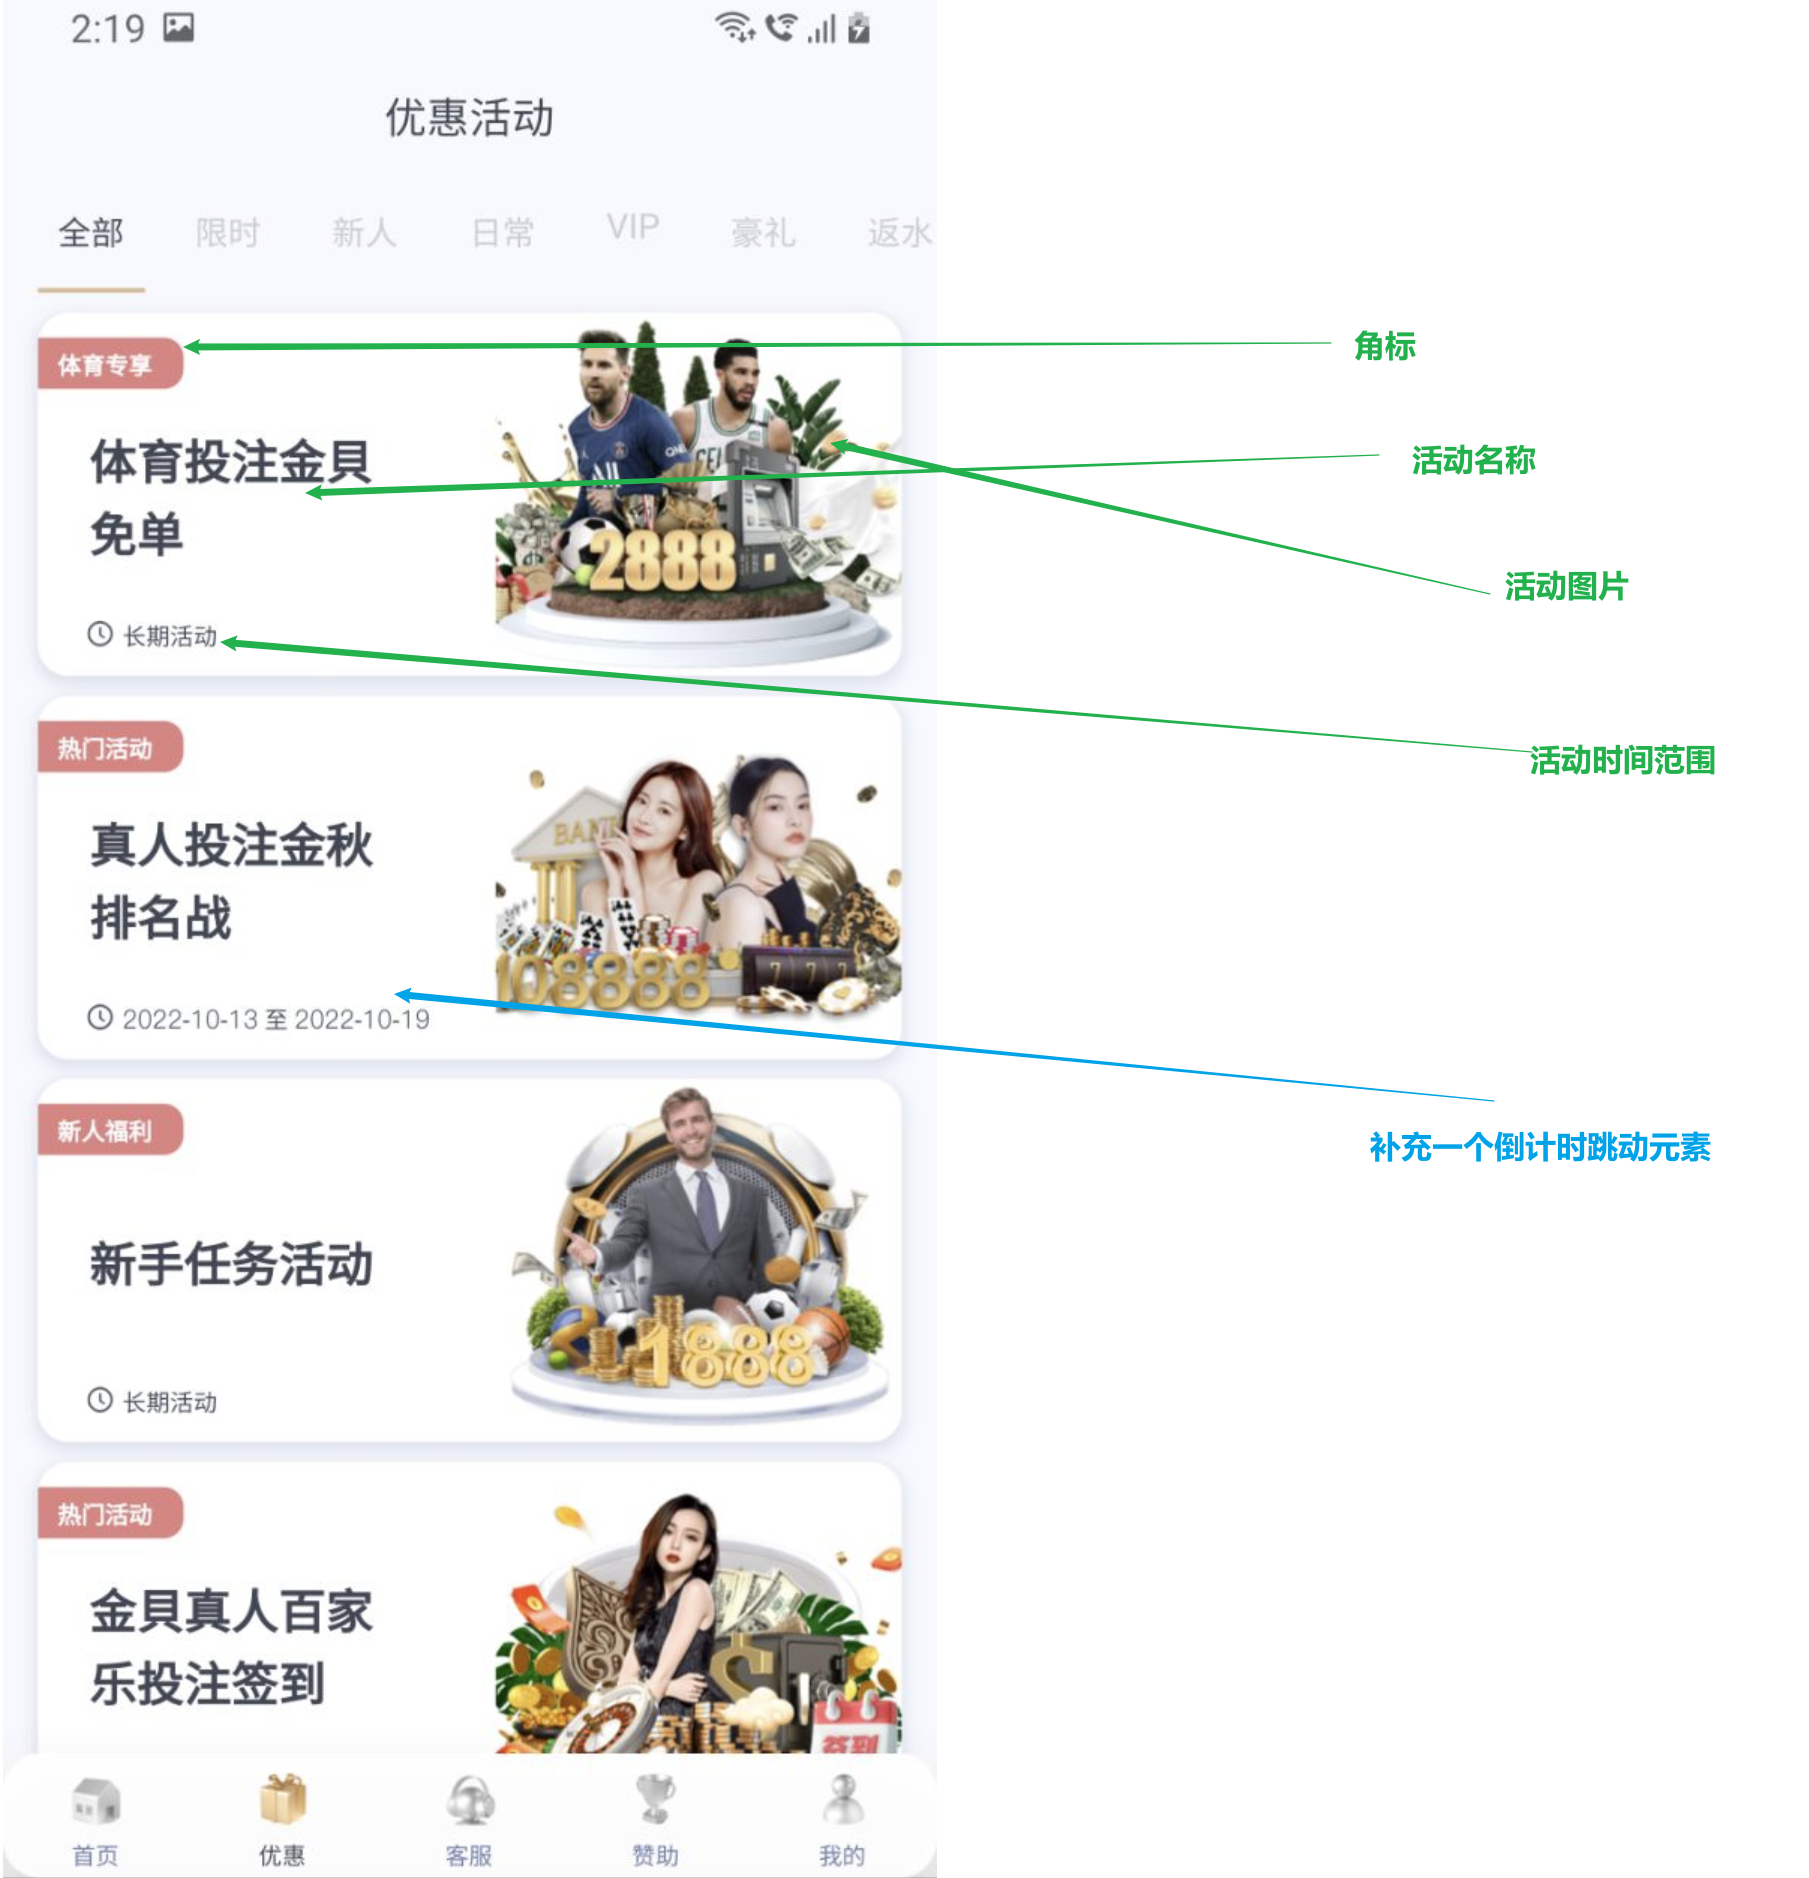 2:19
优惠活动
全部 限时 新人 日常 VIP 豪礼 返水
体育专享
角标
体育投注金貝
免单
活动名称
2888
活动图片
长期活动
活动时间范围
热门活动
真人投注金秋
排名战
BANK
777
108888
2022-10-13 至 2022-10-19
补充一个倒计时跳动元素
新人福利
新手任务活动
1888
长期活动
热门活动
金貝真人百家
乐投注签到
签到
首页 优惠 客服 赞助 我的